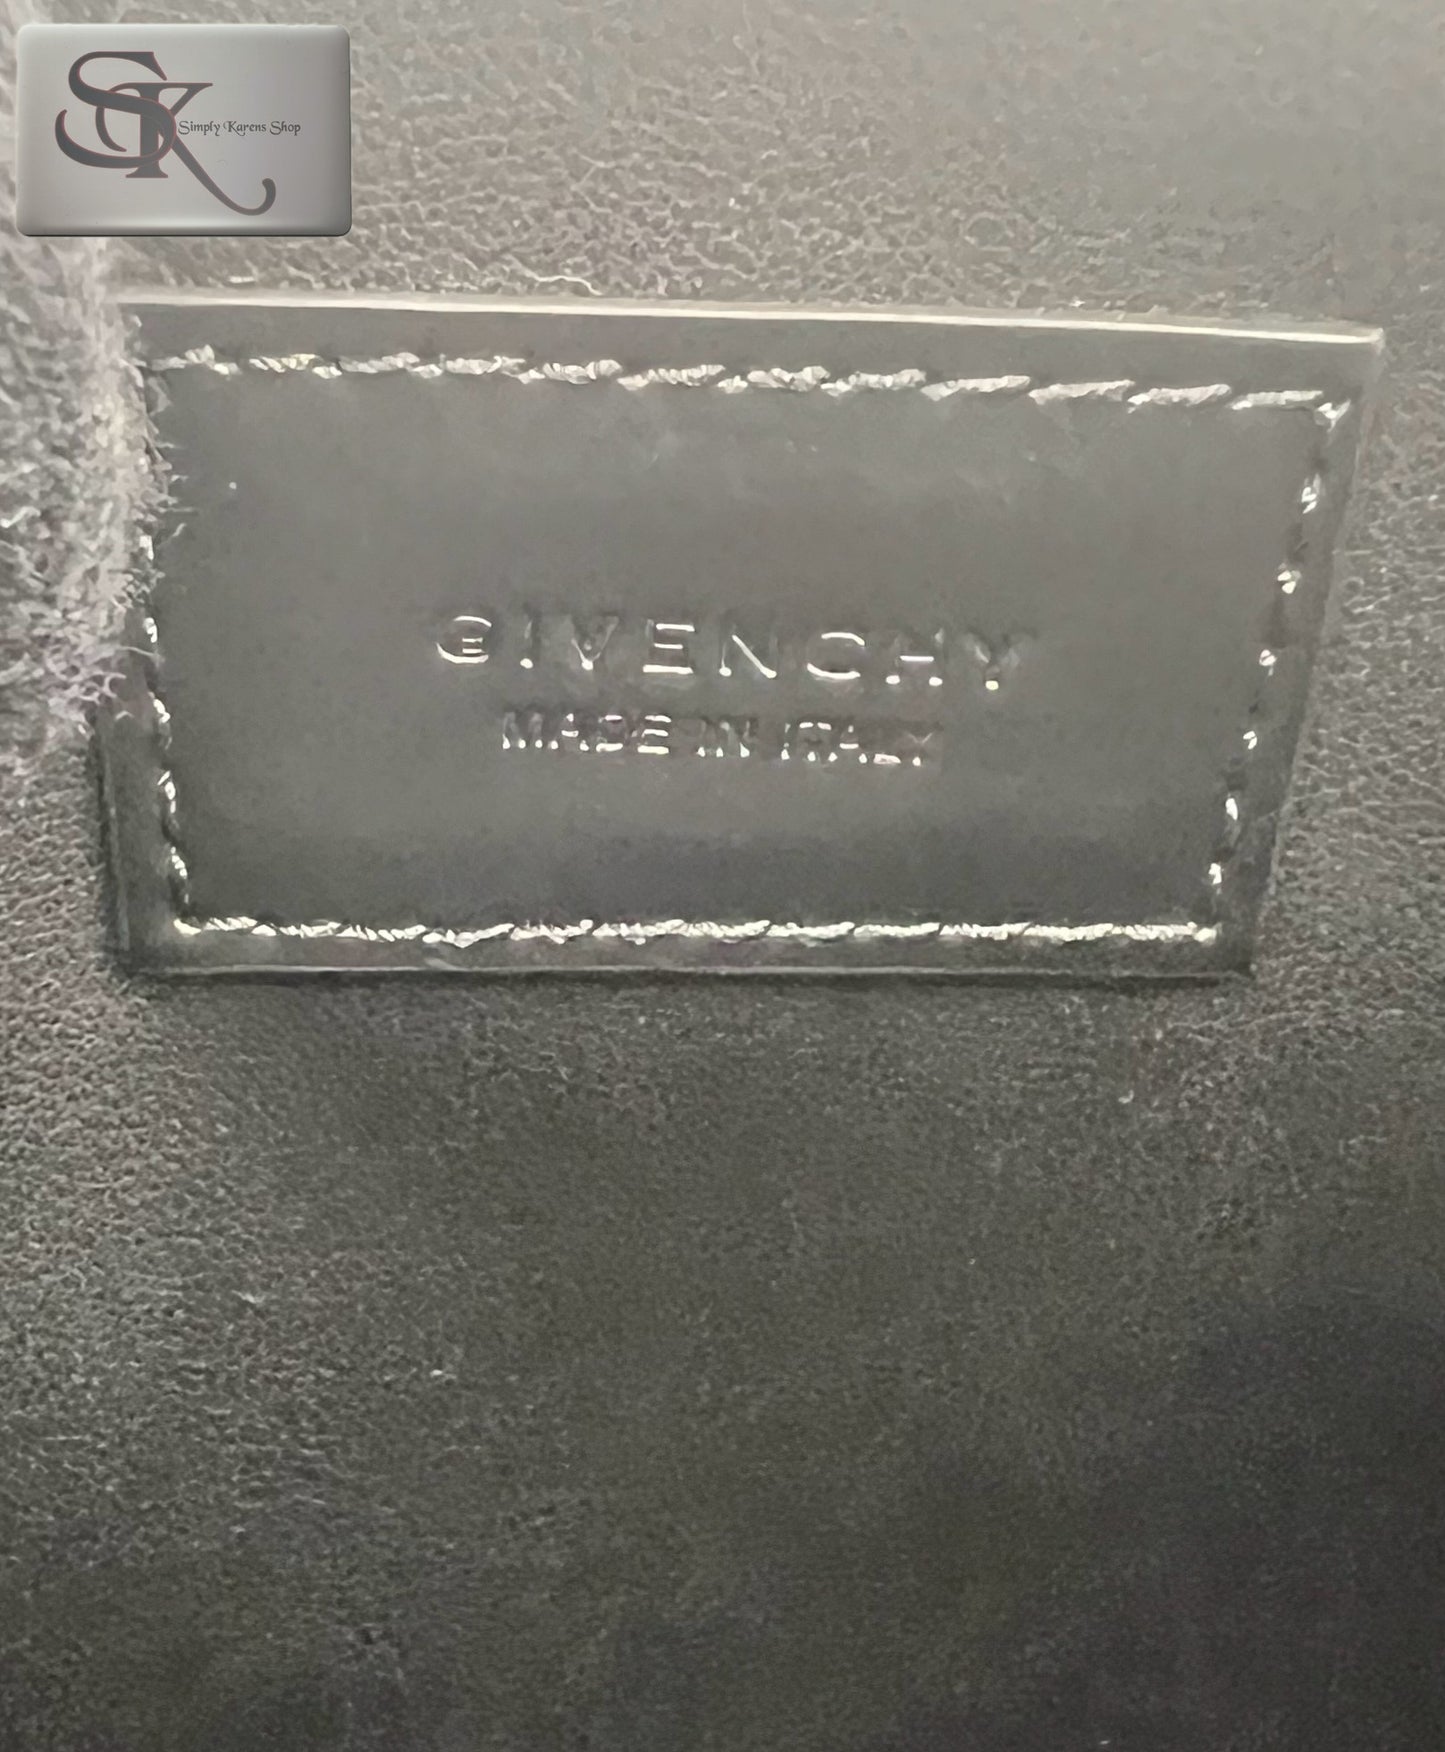 SK
Simply Karens Shop
GIVENCHY
MADE IN ITALY